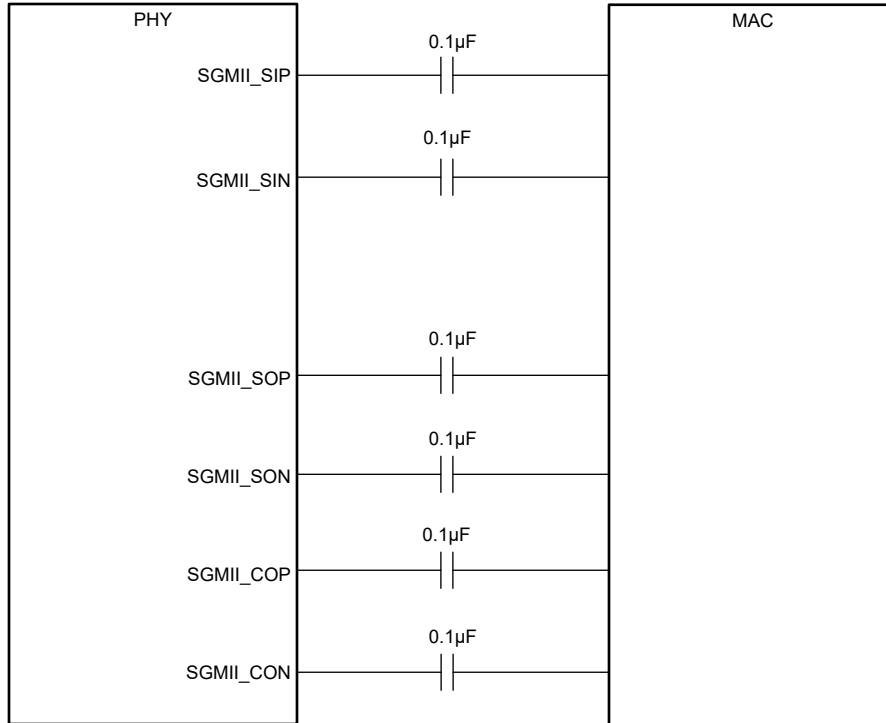 PHY
MAC
0.1µF
SGMII_SIP
0.1µF
SGMII_SIN
0.1µF
SGMII_SOP
0.1µF
SGMII_SON
0.1µF
SGMII_COP
0.1µF
SGMII_CON